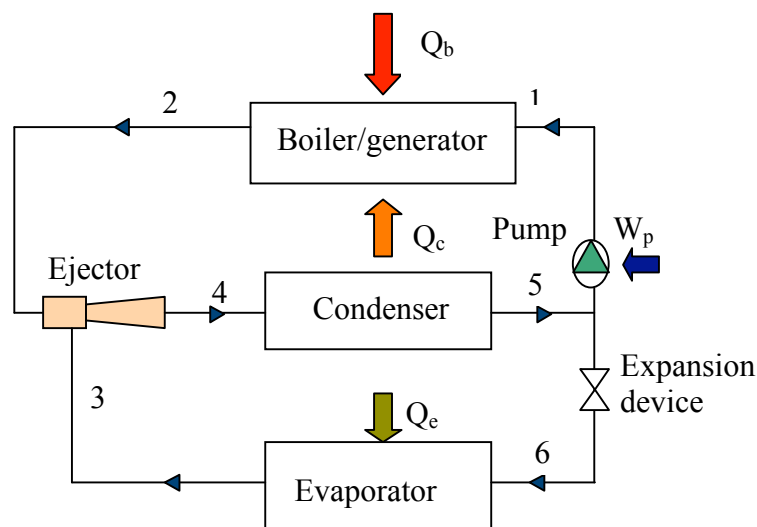 Q_b
2
1
Boiler/generator
Q_c
Pump
W_p
Ejector
4
Condenser
5
3
Expansion
device
Q_e
6
Evaporator